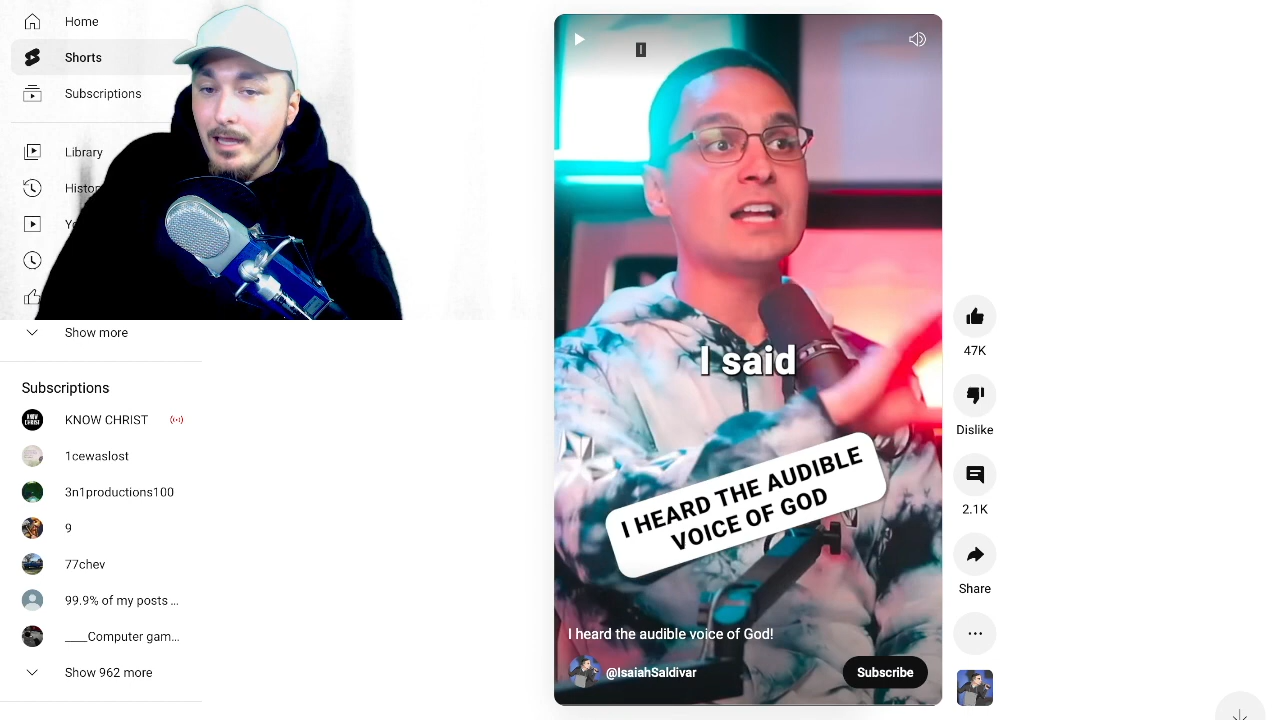 Home
Shorts
Subscriptions
Library
Show more
Subscriptions
KNOW CHRIST
1cewaslost
3n1productions100
9
77chev
99.9% of my posts ...
____Computer gam...
Show 962 more
I
I said
I HEARD THE AUDIBLE
VOICE OF GOD
I heard the audible voice of God!
@IsaiahSaldivar
Subscribe
47K
Dislike
2.1K
Share